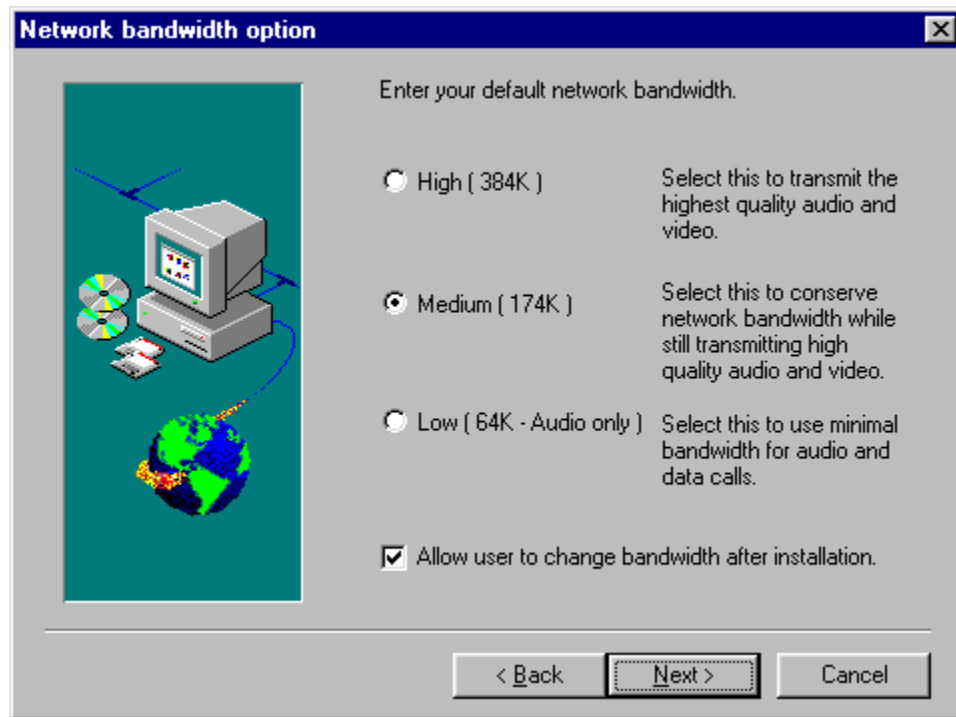 Network bandwidth option
Enter your default network bandwidth.
High ( 384K )
Select this to transmit the
highest quality audio and
video.
Medium ( 174K )
Select this to conserve
network bandwidth while
still transmitting high
quality audio and video.
Low ( 64K - Audio only )
Select this to use minimal
bandwidth for audio and
data calls.
Allow user to change bandwidth after installation.
< Back
Next >
Cancel